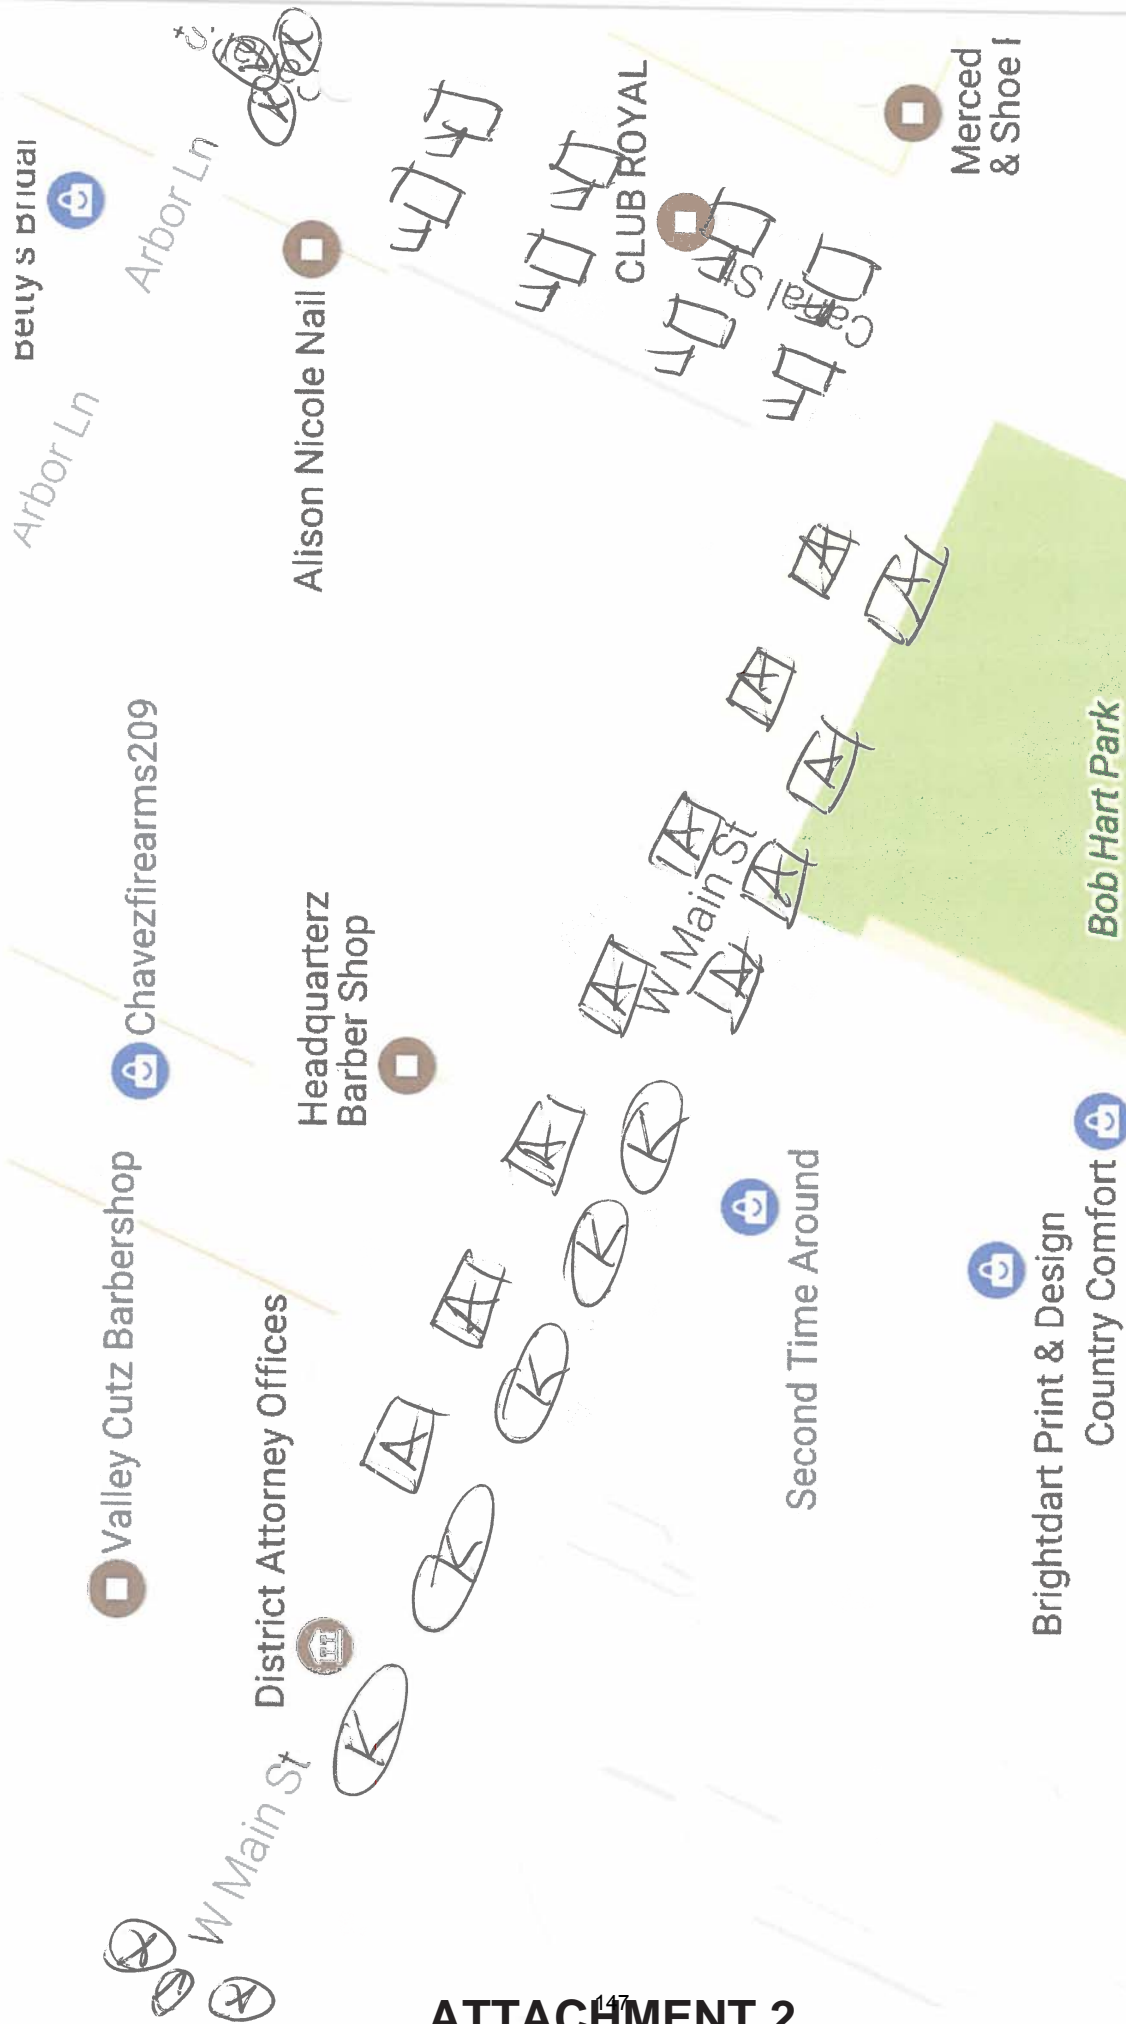 Betty's Bridal
Arbor Ln
Arbor Ln
Alison Nicole Nail
CLUB ROYAL
Canal St
Merced
& Shoe
Chavezfirearms209
Valley Cutz Barbershop
Headquarterz
Barber Shop
District Attorney Offices
W Main St
W Main St
Bob Hart Park
Second Time Around
Brightdart Print & Design
Country Comfort
K
K
F
F
F
F
F
F
F
F
A
A
A
A
A
A
A
A
A
A
A
K
K
K
K
K
K
K
147
ATTACHMENT 2